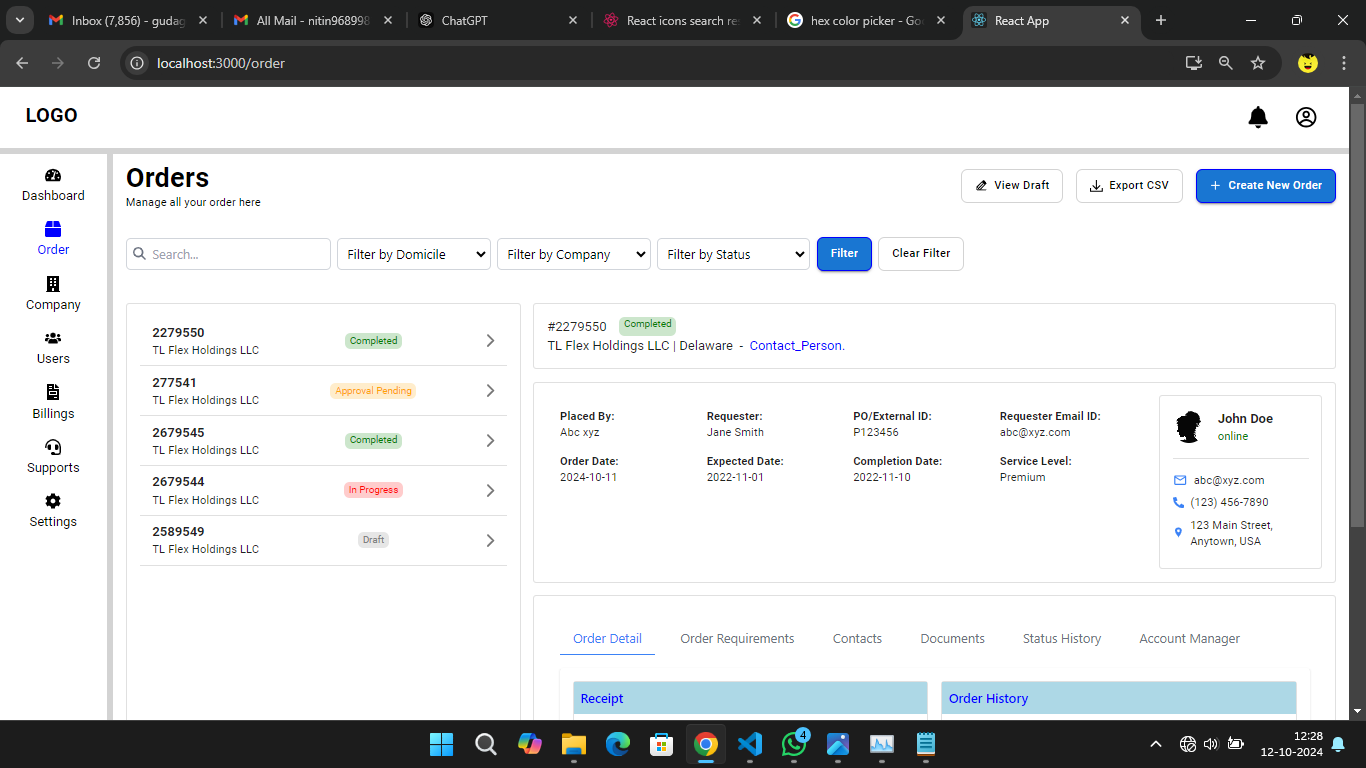 Inbox (7,856) - gudag
All Mail - nitin968998
ChatGPT
React icons search re
hex color picker - Go
React App
localhost:3000/order
LOGO
Dashboard
Order
Company
Users
Billings
Supports
Settings
Orders
Manage all your order here
View Draft
Export CSV
Create New Order
Search...
Filter by Domicile
Filter by Company
Filter by Status
Filter
Clear Filter
2279550
TL Flex Holdings LLC
Completed
277541
TL Flex Holdings LLC
Approval Pending
2679545
TL Flex Holdings LLC
Completed
2679544
TL Flex Holdings LLC
In Progress
2589549
TL Flex Holdings LLC
Draft
#2279550 Completed
TL Flex Holdings LLC | Delaware - Contact_Person.
Placed By:
Abc xyz
Requester:
Jane Smith
PO/External ID:
P123456
Requester Email ID:
abc@xyz.com
Order Date:
2024-10-11
Expected Date:
2022-11-01
Completion Date:
2022-11-10
Service Level:
Premium
John Doe
online
abc@xyz.com
(123) 456-7890
123 Main Street,
Anytown, USA
Order Detail
Order Requirements
Contacts
Documents
Status History
Account Manager
Receipt
Order History
4
12:28
12-10-2024